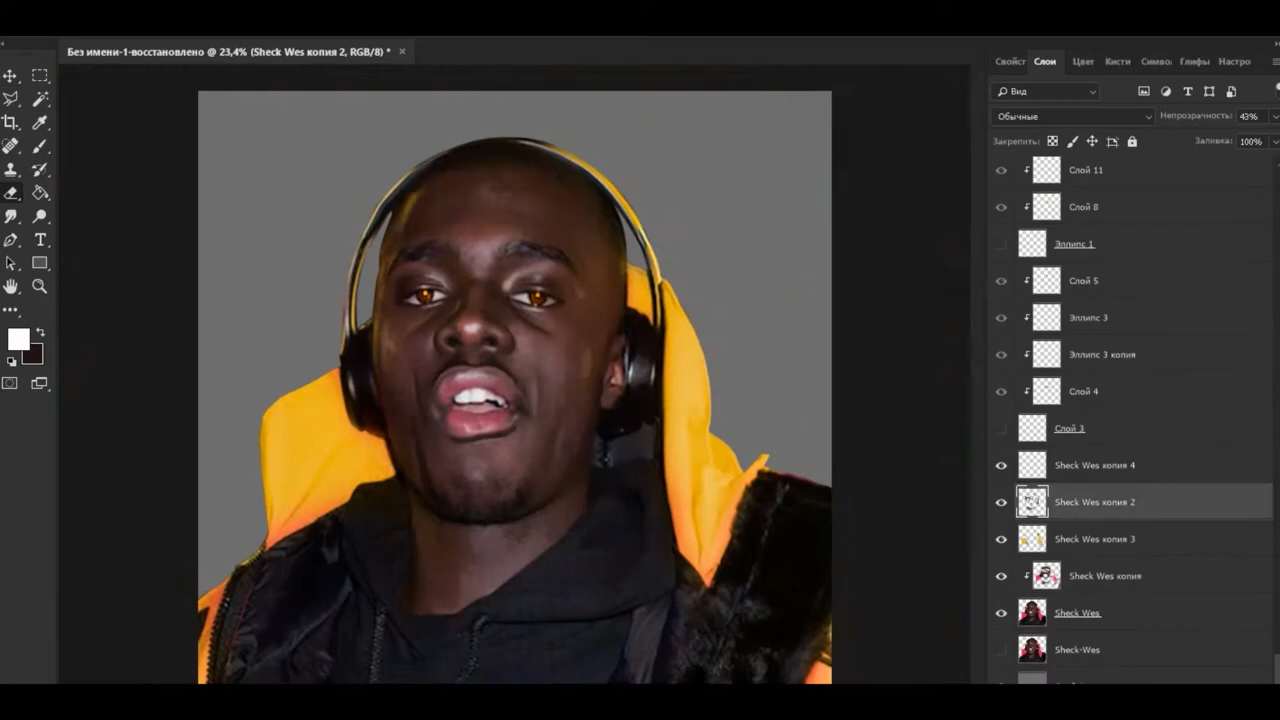 Без имени-1-восстановлено @ 23,4% (Sheck Wes копия 2, RGB/8) * ×
Свойст Слои Цвет Кисти Символ Глифы Настро
Вид
Обычные Непрозрачность: 43%
Закрепить: Заливка: 100%
Слой 11
Слой 8
Эллипс 1
Слой 5
Эллипс 3
Эллипс 3 копия
Слой 4
Слой 3
Sheck Wes копия 4
Sheck Wes копия 2
Sheck Wes копия 3
Sheck Wes копия
Sheck Wes
Sheck-Wes